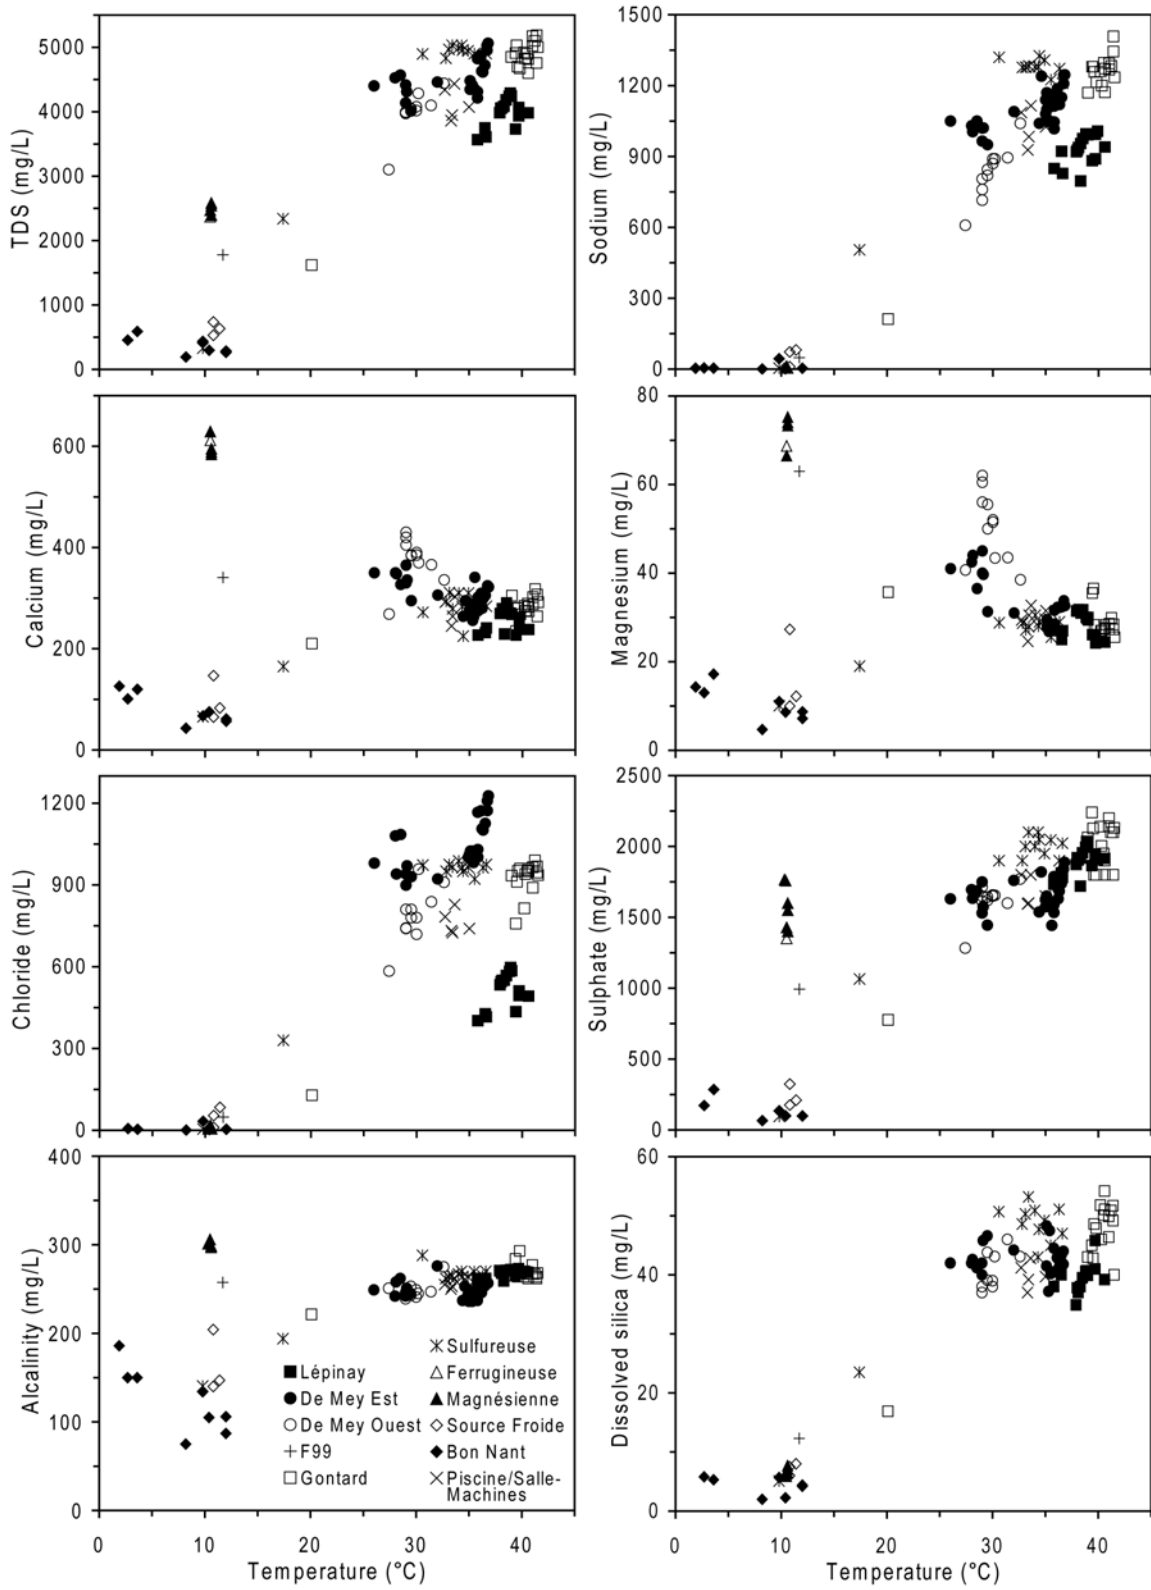 5000
4000
3000
2000
1000
0
TDS (mg/L)
1500
1200
900
600
300
0
Sodium (mg/L)
600
400
200
0
Calcium (mg/L)
80
60
40
20
0
Magnesium (mg/L)
1200
900
600
300
0
Chloride (mg/L)
2500
2000
1500
1000
500
0
Sulphate (mg/L)
400
300
200
100
0
Alcalinity (mg/L)
Lépinay
De Mey Est
De Mey Ouest
F99
Gontard
Sulfureuse
Ferrugineuse
Magnésienne
Source Froide
Bon Nant
Piscine/Salle-
Machines
0 10 20 30 40
Temperature (°C)
60
40
20
0
Dissolved silica (mg/L)
0 10 20 30 40
Temperature (°C)